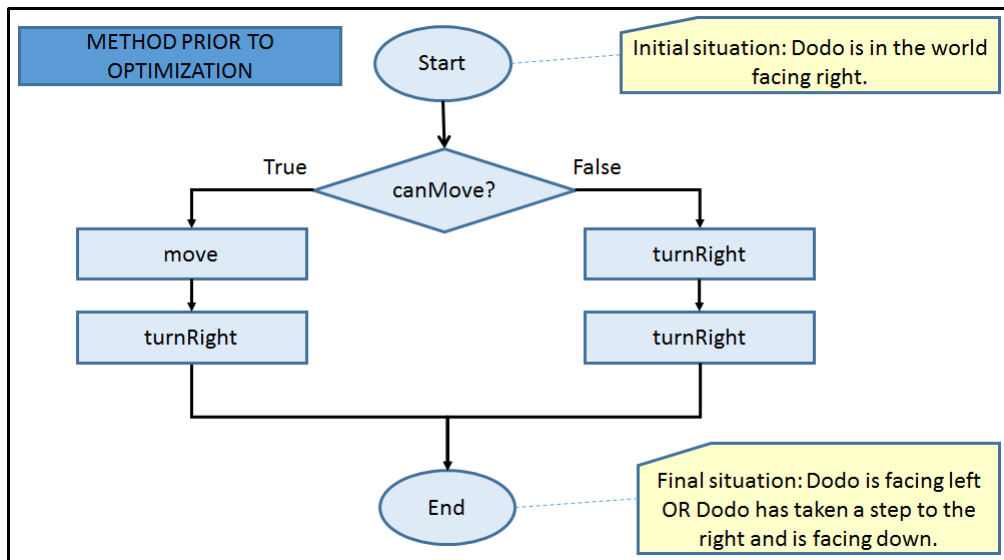 METHOD PRIOR TO
OPTIMIZATION
Start
Initial situation: Dodo is in the world
facing right.
True
False
canMove?
move
turnRight
turnRight
turnRight
End
Final situation: Dodo is facing left
OR Dodo has taken a step to the
right and is facing down.